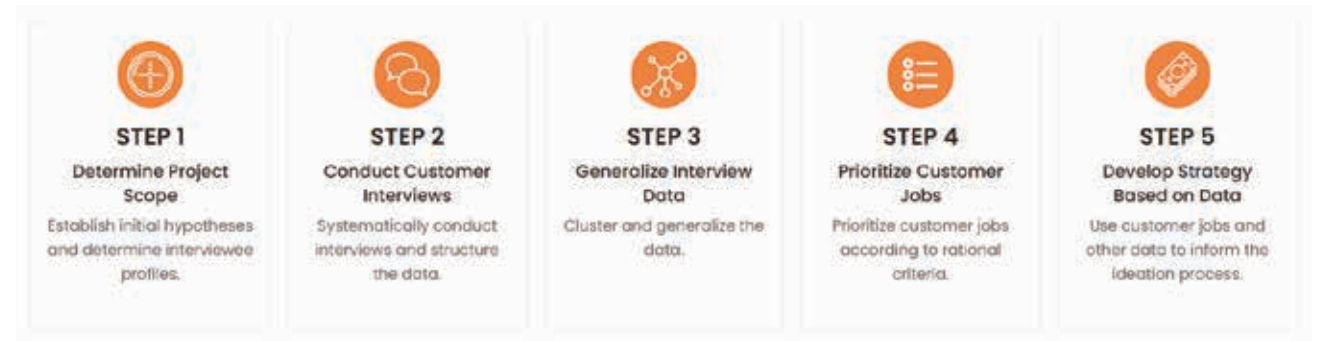 STEP 1
Determine Project
Scope
Establish initial hypotheses
and determine interviewee
profiles.
STEP 2
Conduct Customer
Interviews
Systematically conduct
interviews and structure
the data.
STEP 3
Generalize Interview
Data
Cluster and generalize the
data.
STEP 4
Prioritize Customer
Jobs
Prioritize customer jobs
according to rational
criteria.
STEP 5
Develop Strategy
Based on Data
Use customer jobs and
other data to inform the
ideation process.